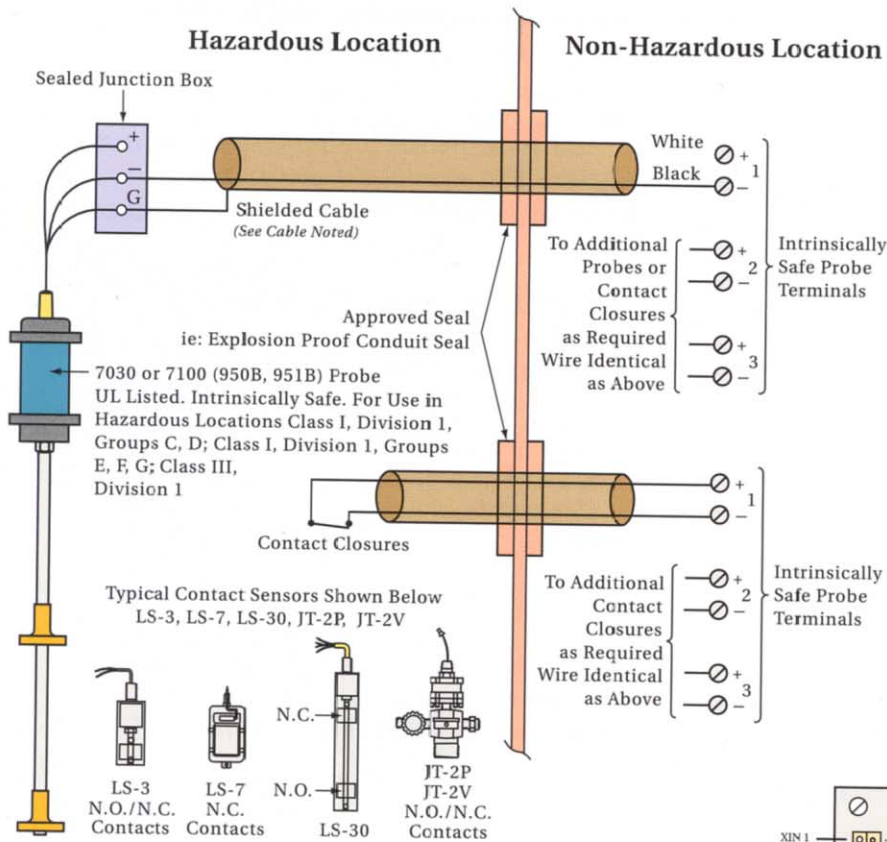 Hazardous Location
Non-Hazardous Location
Sealed Junction Box
+
−
G
Shielded Cable
(See Cable Noted)
White
Black
+
1
−
To Additional
Probes or
Contact
Closures
as Required
Wire Identical
as Above
+
2
−
+
3
−
Intrinsically
Safe Probe
Terminals
Approved Seal
ie: Explosion Proof Conduit Seal
7030 or 7100 (950B, 951B) Probe
UL Listed. Intrinsically Safe. For Use in
Hazardous Locations Class I, Division 1,
Groups C, D; Class I, Division 1, Groups
E, F, G; Class III,
Division 1
Contact Closures
+
1
−
To Additional
Contact
Closures
as Required
Wire Identical
as Above
+
2
−
+
3
−
Intrinsically
Safe Probe
Terminals
Typical Contact Sensors Shown Below
LS-3, LS-7, LS-30, JT-2P, JT-2V
N.C.
N.O.
LS-3
N.O./N.C.
Contacts
LS-7
N.C.
Contacts
LS-30
JT-2P
JT-2V
N.O./N.C.
Contacts
XIN 1